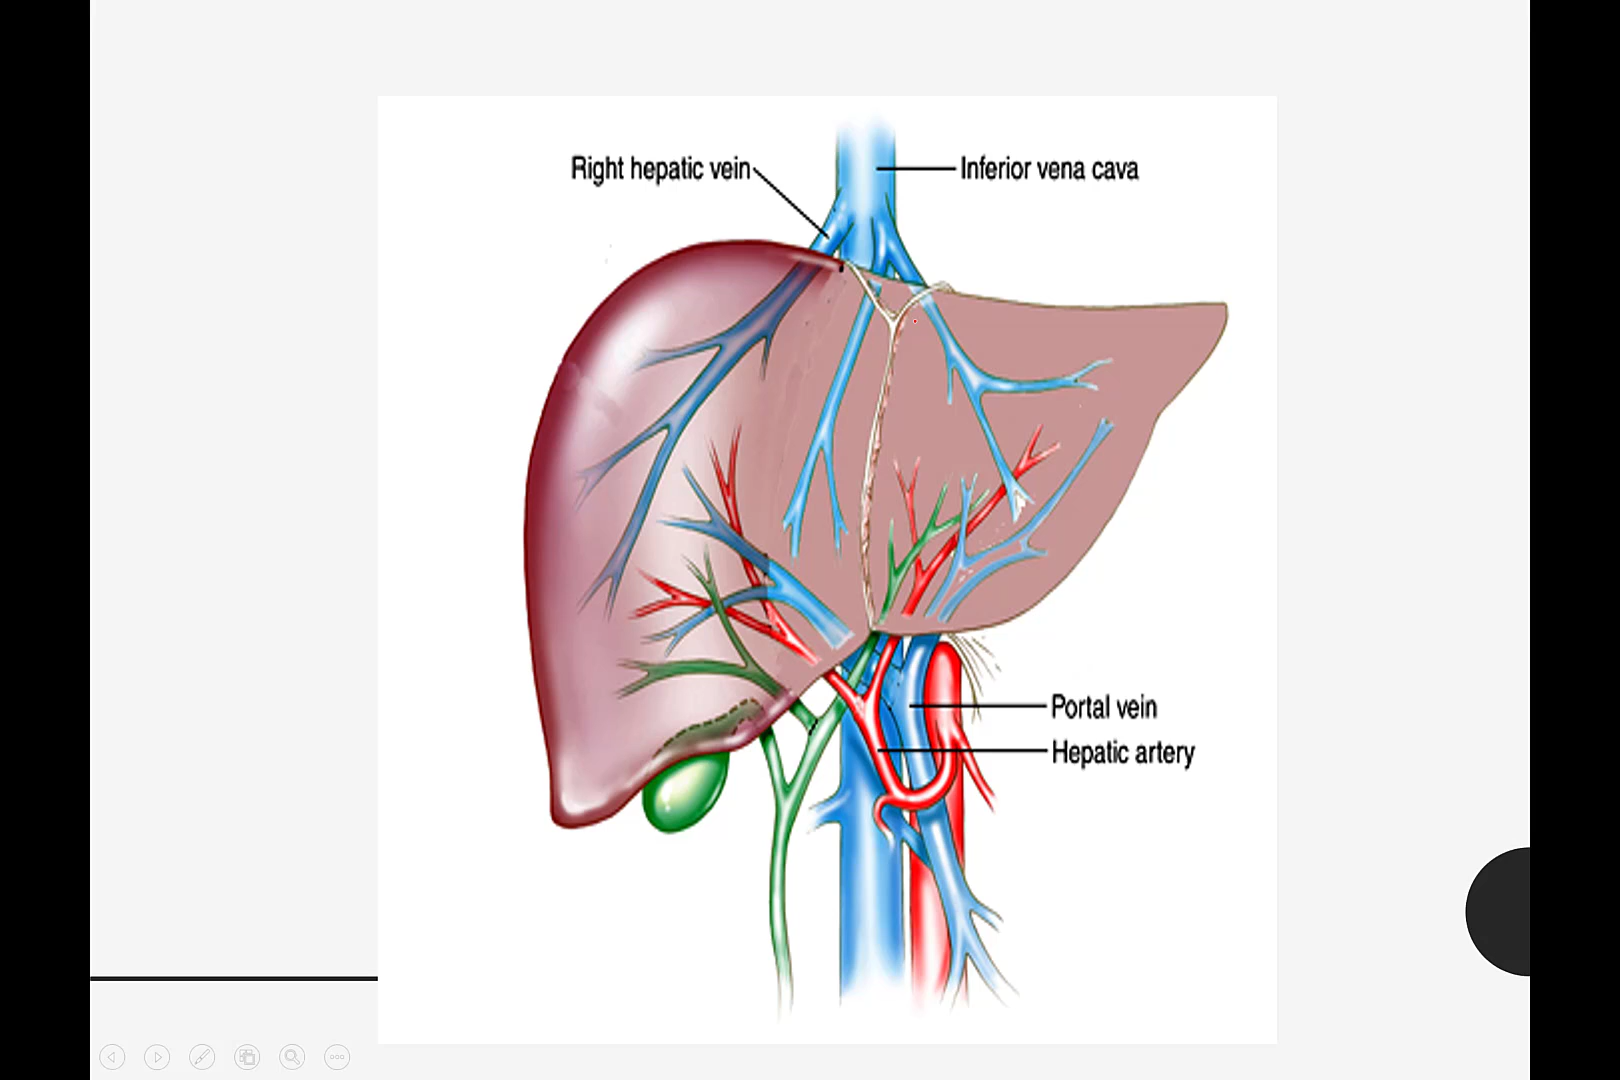 Right hepatic vein
Inferior vena cava
Portal vein
Hepatic artery